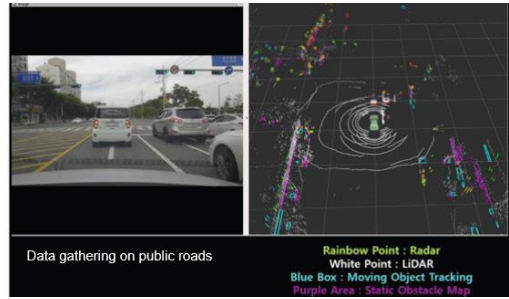 Data gathering on public roads
Rainbow Point : Radar
White Point : LiDAR
Blue Box : Moving Object Tracking
Purple Area : Static Obstacle Map